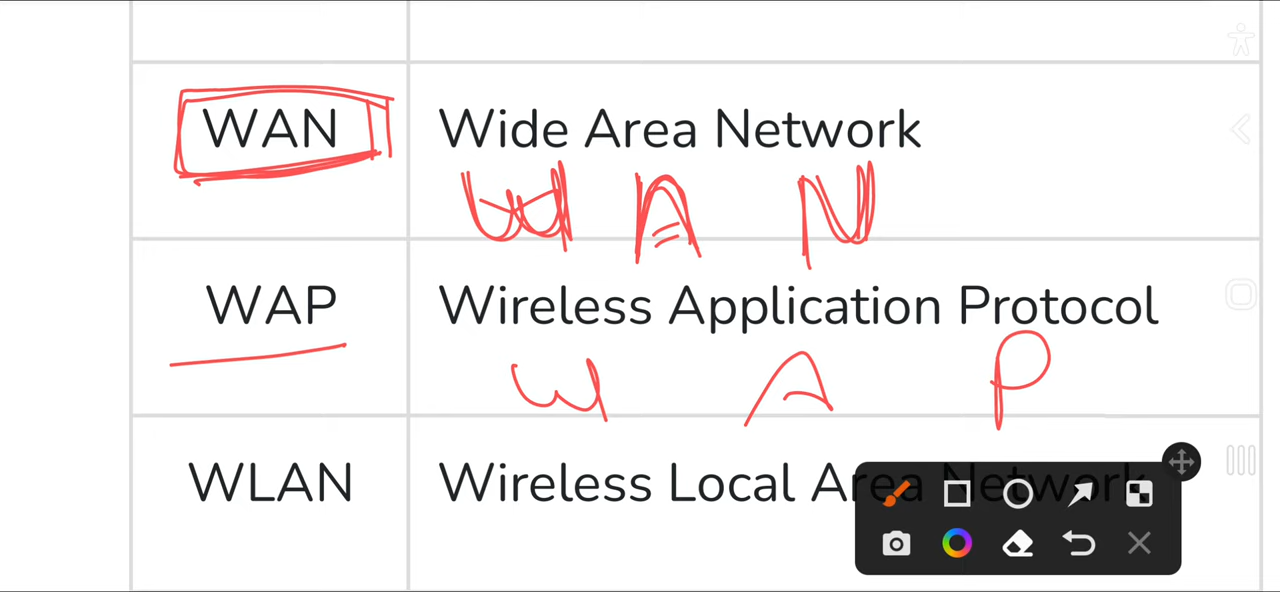 WAN Wide Area Network
W A N
WAP Wireless Application Protocol
W A P
WLAN Wireless Local Area Network